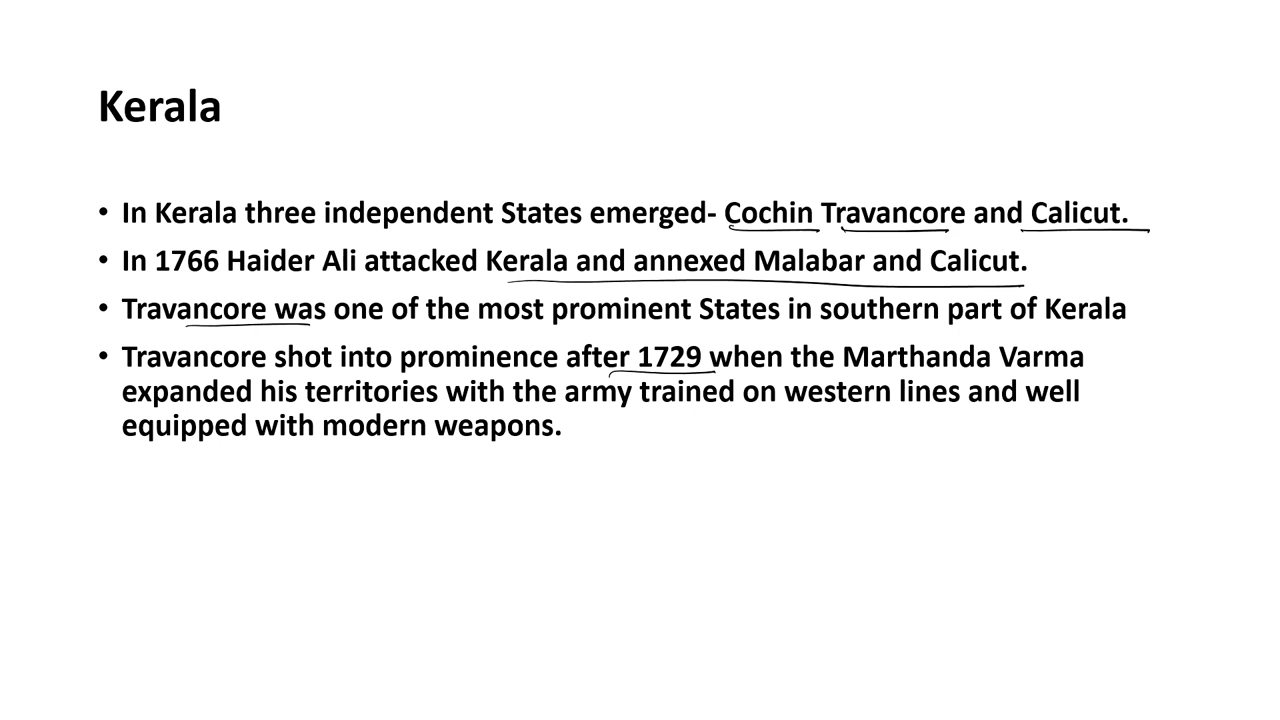 Kerala
• In Kerala three independent States emerged- Cochin Travancore and Calicut.
• In 1766 Haider Ali attacked Kerala and annexed Malabar and Calicut.
• Travancore was one of the most prominent States in southern part of Kerala
• Travancore shot into prominence after 1729 when the Marthanda Varma
expanded his territories with the army trained on western lines and well
equipped with modern weapons.